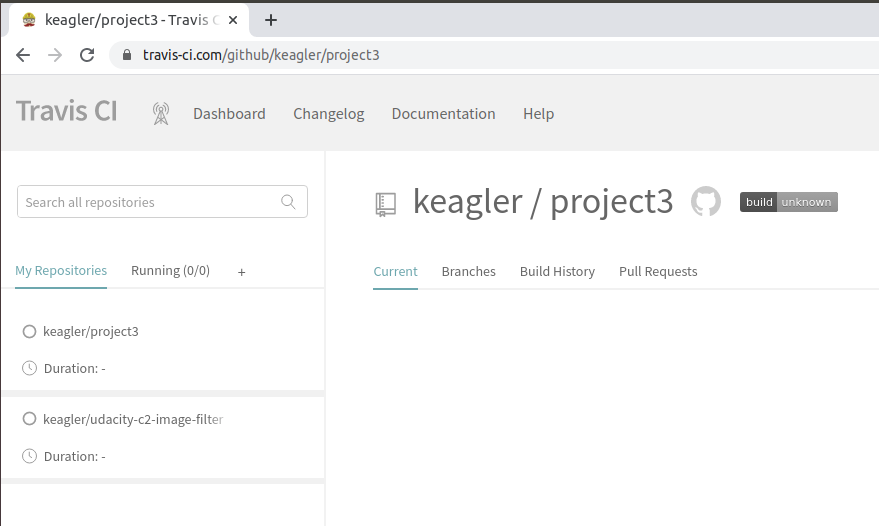 keagler/project3 - Travis C
travis-ci.com/github/keagler/project3
Travis CI Dashboard Changelog Documentation Help
Search all repositories
keagler / project3 build unknown
My Repositories Running (0/0) +
Current Branches Build History Pull Requests
keagler/project3
Duration: -
keagler/udacity-c2-image-filter
Duration: -